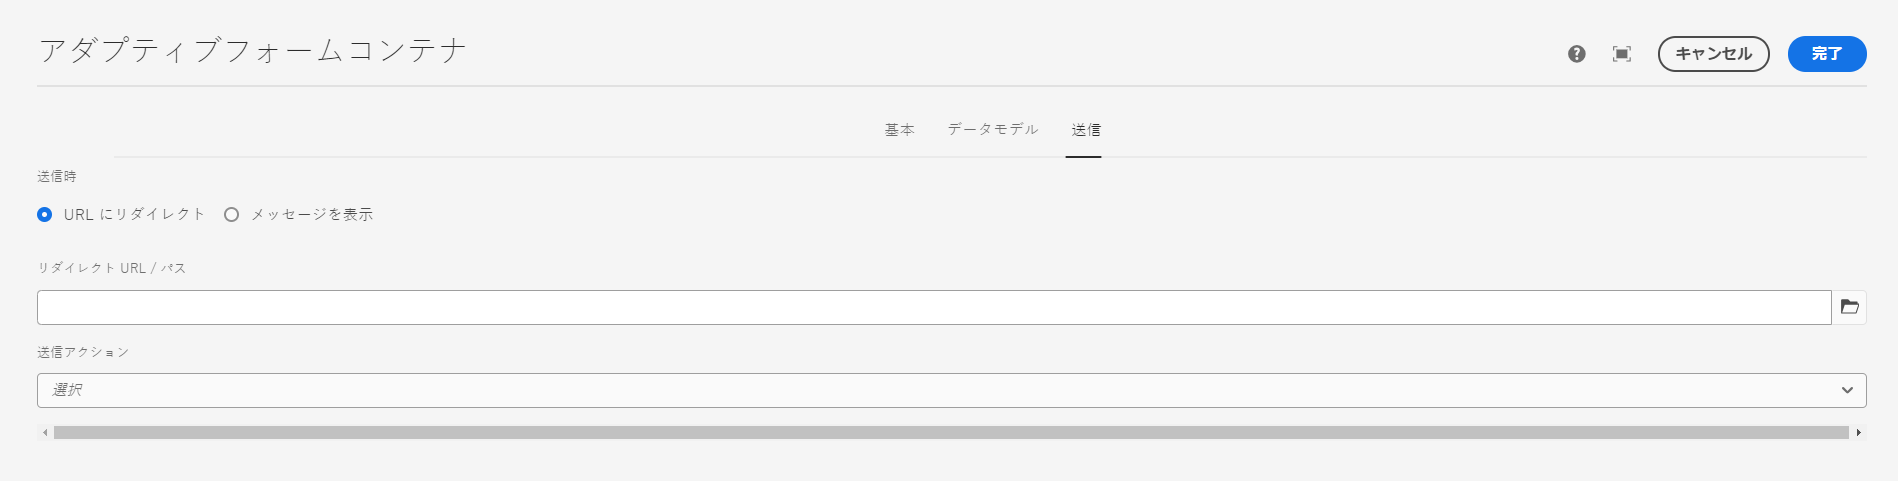 アダプティブフォームコンテナ
キャンセル 完了
基本 データモデル 送信
送信時
URL にリダイレクト メッセージを表示
リダイレクト URL / パス
送信アクション
選択